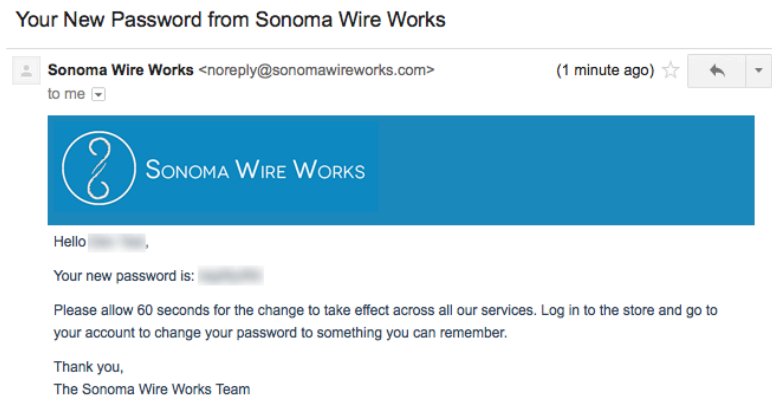 Your New Password from Sonoma Wire Works
Sonoma Wire Works <noreply@sonomawireworks.com> (1 minute ago)
to me
SONOMA WIRE WORKS
Hello ,
Your new password is:
Please allow 60 seconds for the change to take effect across all our services. Log in to the store and go to
your account to change your password to something you can remember.
Thank you,
The Sonoma Wire Works Team